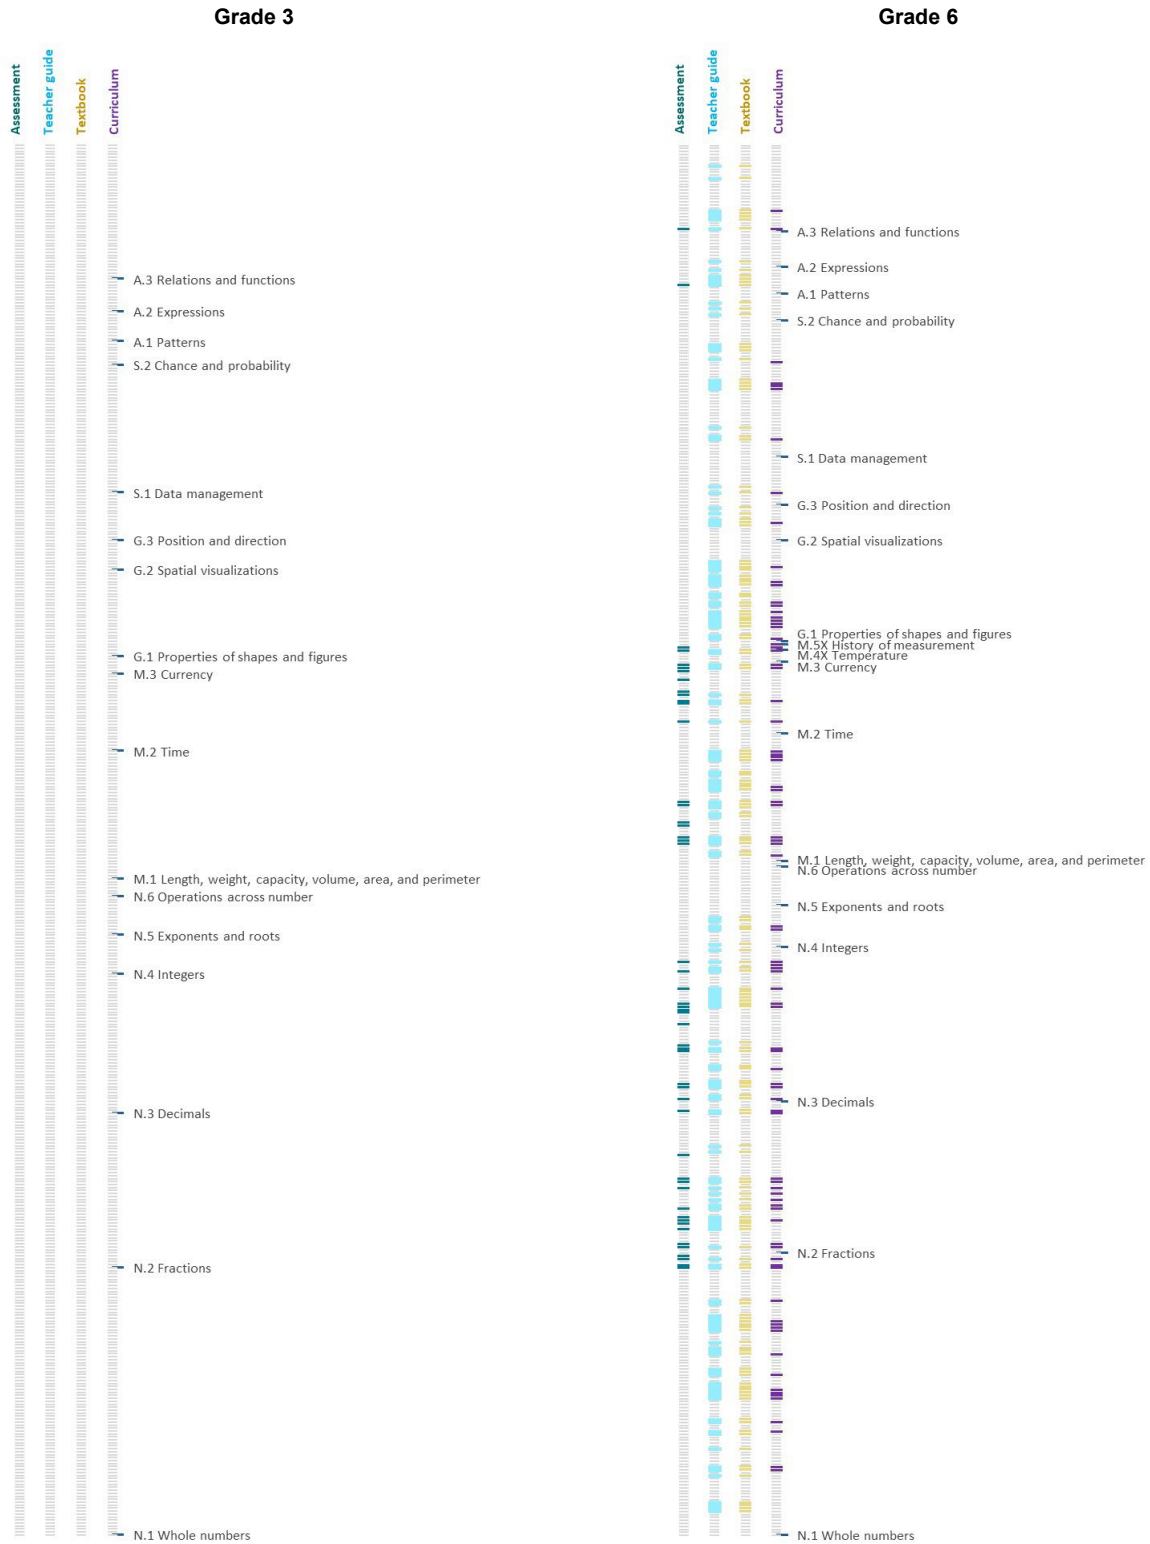 Grade 3
Assessment
Teacher guide
Textbook
Curriculum
A.3 Relations and functions
A.2 Expressions
A.1 Patterns
S.2 Chance and probability
S.1 Data management
G.3 Position and direction
G.2 Spatial visualizations
G.1 Properties of shapes and figures
M.3 Currency
M.2 Time
M.1 Length, weight, capacity, volume, area, and perimeter
N.6 Operations across number
N.5 Exponents and roots
N.4 Integers
N.3 Decimals
N.2 Fractions
N.1 Whole numbers
Grade 6
Assessment
Teacher guide
Textbook
Curriculum
A.3 Relations and functions
A.2 Expressions
A.1 Patterns
S.2 Chance and probability
S.1 Data management
G.3 Position and direction
G.2 Spatial visualizations
G.1 Properties of shapes and figures
M.5X History of measurement
M.4X Temperature
M.3 Currency
M.2 Time
M.1 Length, weight, capacity, volume, area, and perimeter
N.6 Operations across number
N.5 Exponents and roots
N.4 Integers
N.3 Decimals
N.2 Fractions
N.1 Whole numbers